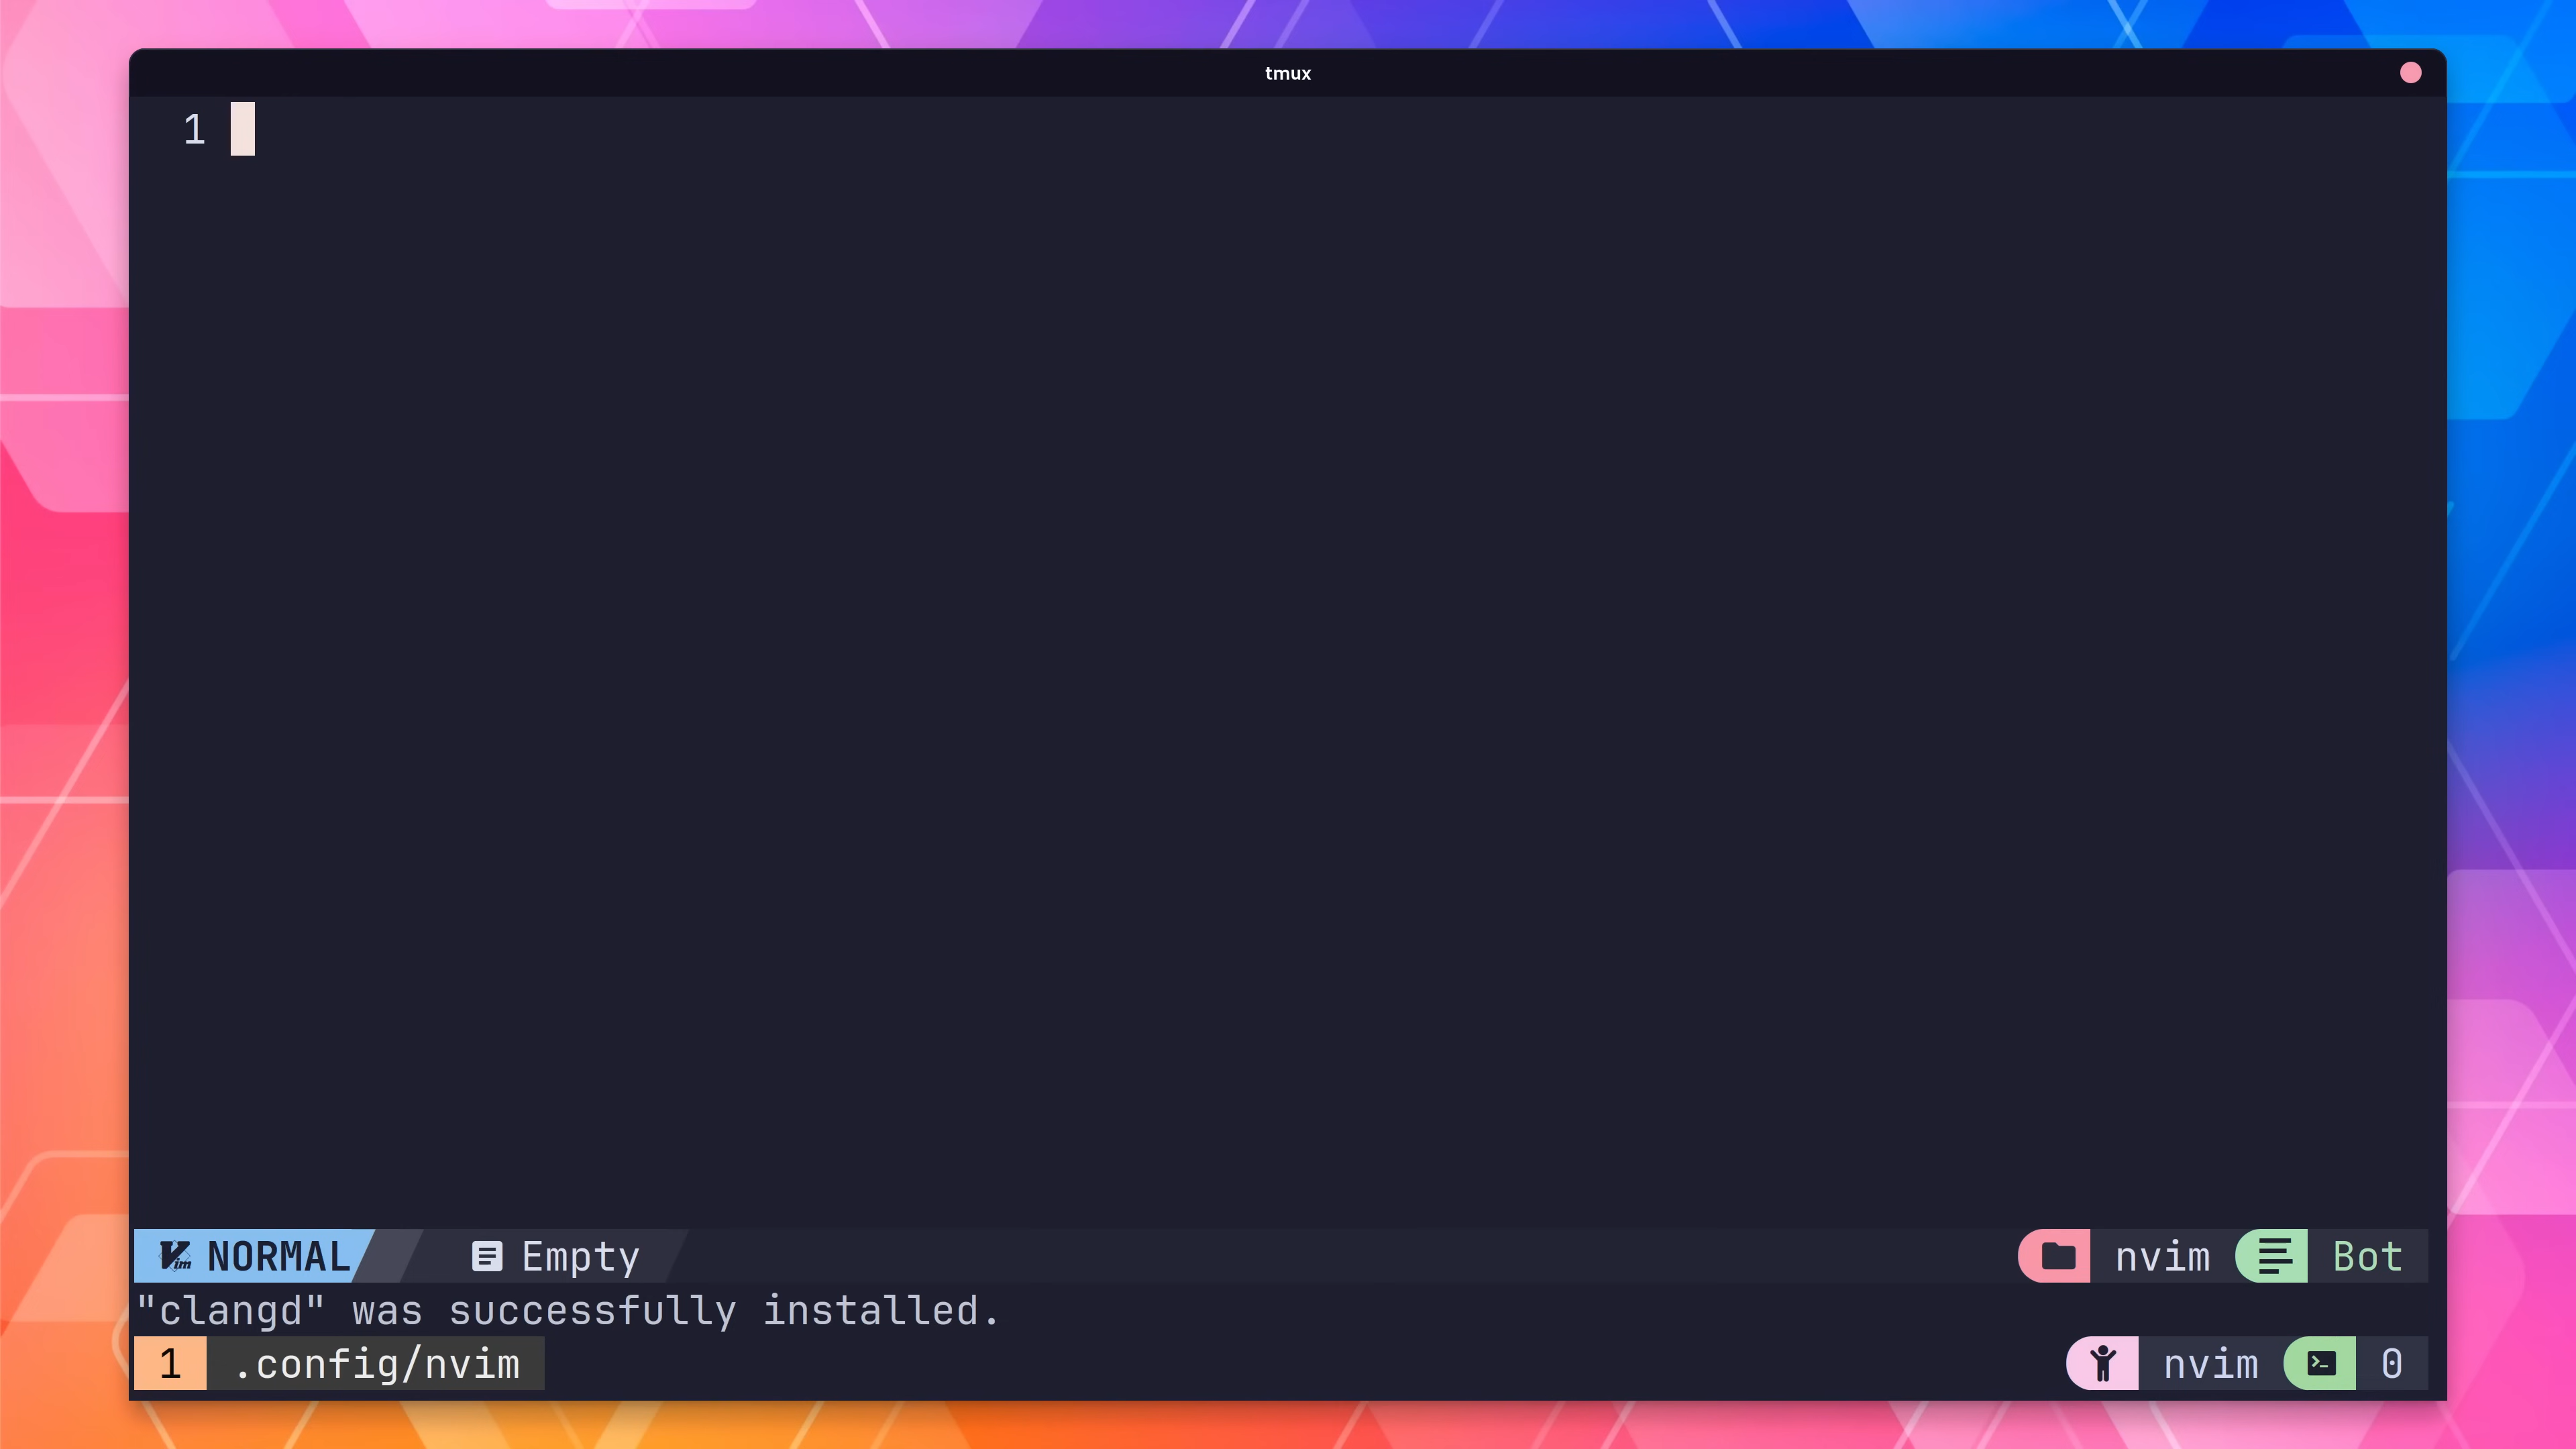 tmux
1
NORMAL Empty nvim Bot
"clangd" was successfully installed.
1 .config/nvim nvim 0